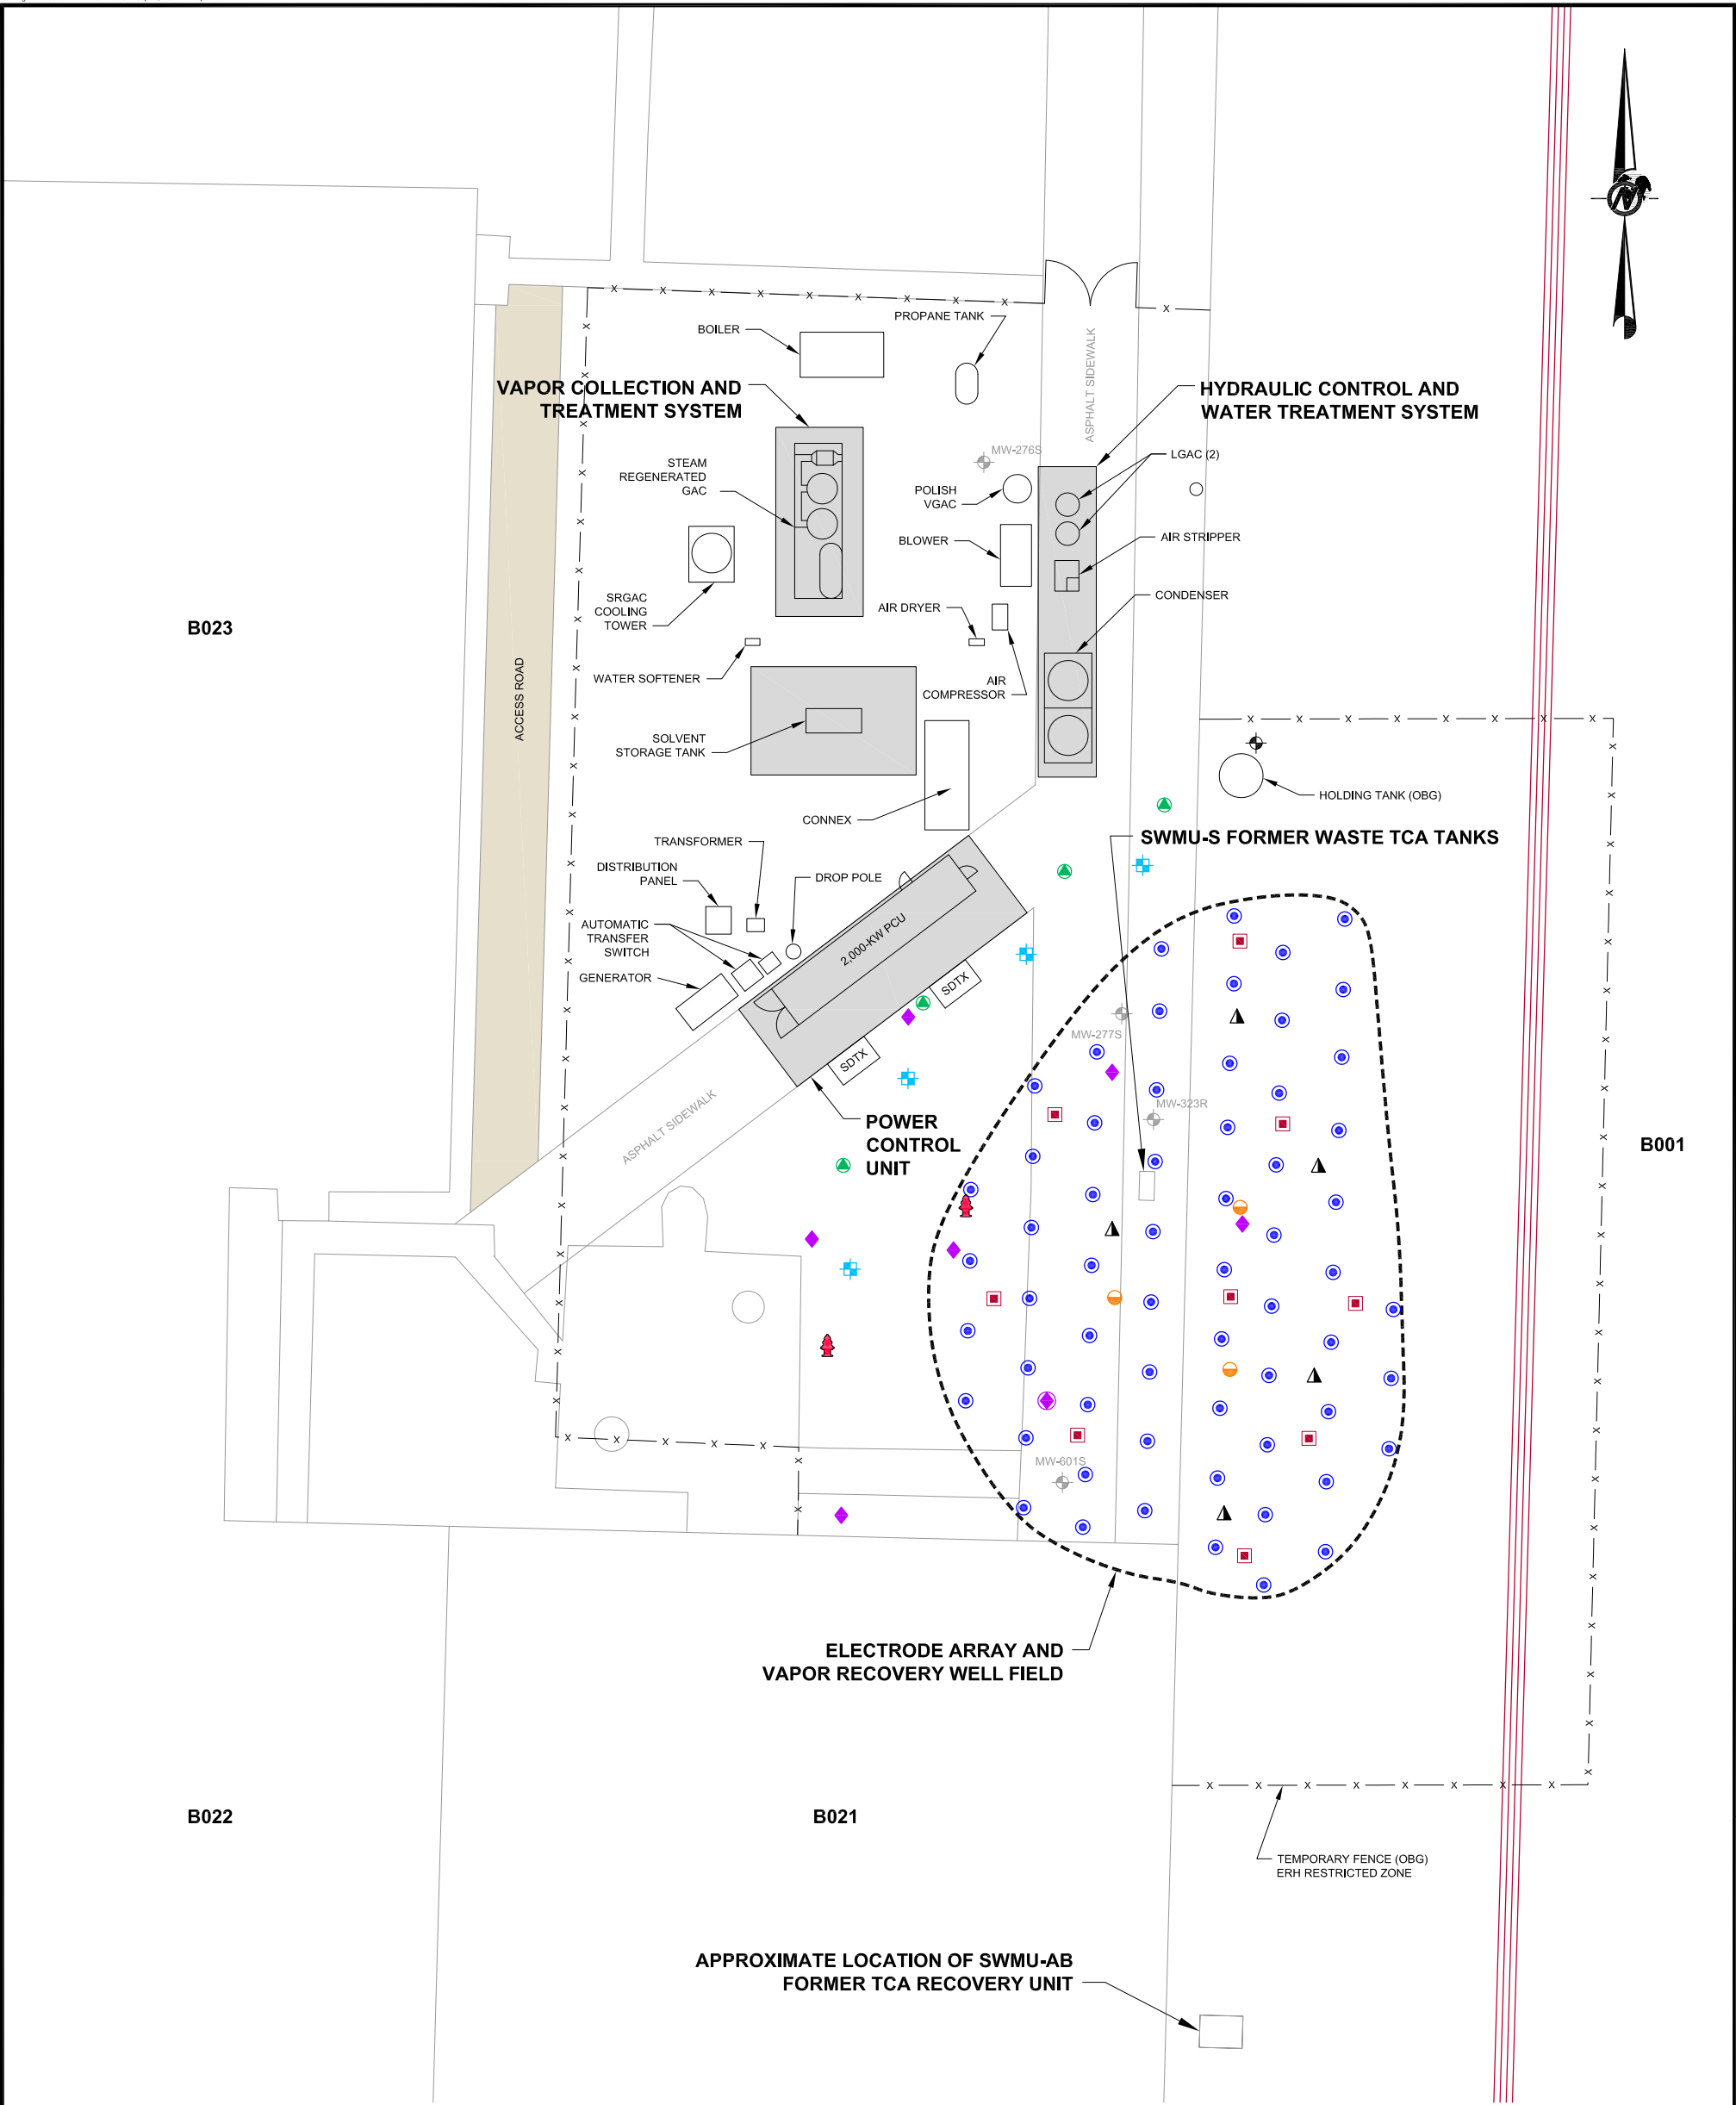 BOILER
PROPANE TANK
ASPHALT SIDEWALK
VAPOR COLLECTION AND
TREATMENT SYSTEM
HYDRAULIC CONTROL AND
WATER TREATMENT SYSTEM
MW-276S
LGAC (2)
STEAM
REGENERATED
GAC
POLISH
VGAC
BLOWER
AIR STRIPPER
CONDENSER
SRGAC
COOLING
TOWER
AIR DRYER
B023
ACCESS ROAD
WATER SOFTENER
AIR
COMPRESSOR
SOLVENT
STORAGE TANK
HOLDING TANK (OBG)
CONNEX
TRANSFORMER
SWMU-S FORMER WASTE TCA TANKS
DISTRIBUTION
PANEL
DROP POLE
AUTOMATIC
TRANSFER
SWITCH
GENERATOR
2,000-KW PCU
SDTX
SDTX
MW-277S
MW-323R
ASPHALT SIDEWALK
POWER
CONTROL
UNIT
B001
MW-601S
ELECTRODE ARRAY AND
VAPOR RECOVERY WELL FIELD
B022
B021
TEMPORARY FENCE (OBG)
ERH RESTRICTED ZONE
APPROXIMATE LOCATION OF SWMU-AB
FORMER TCA RECOVERY UNIT